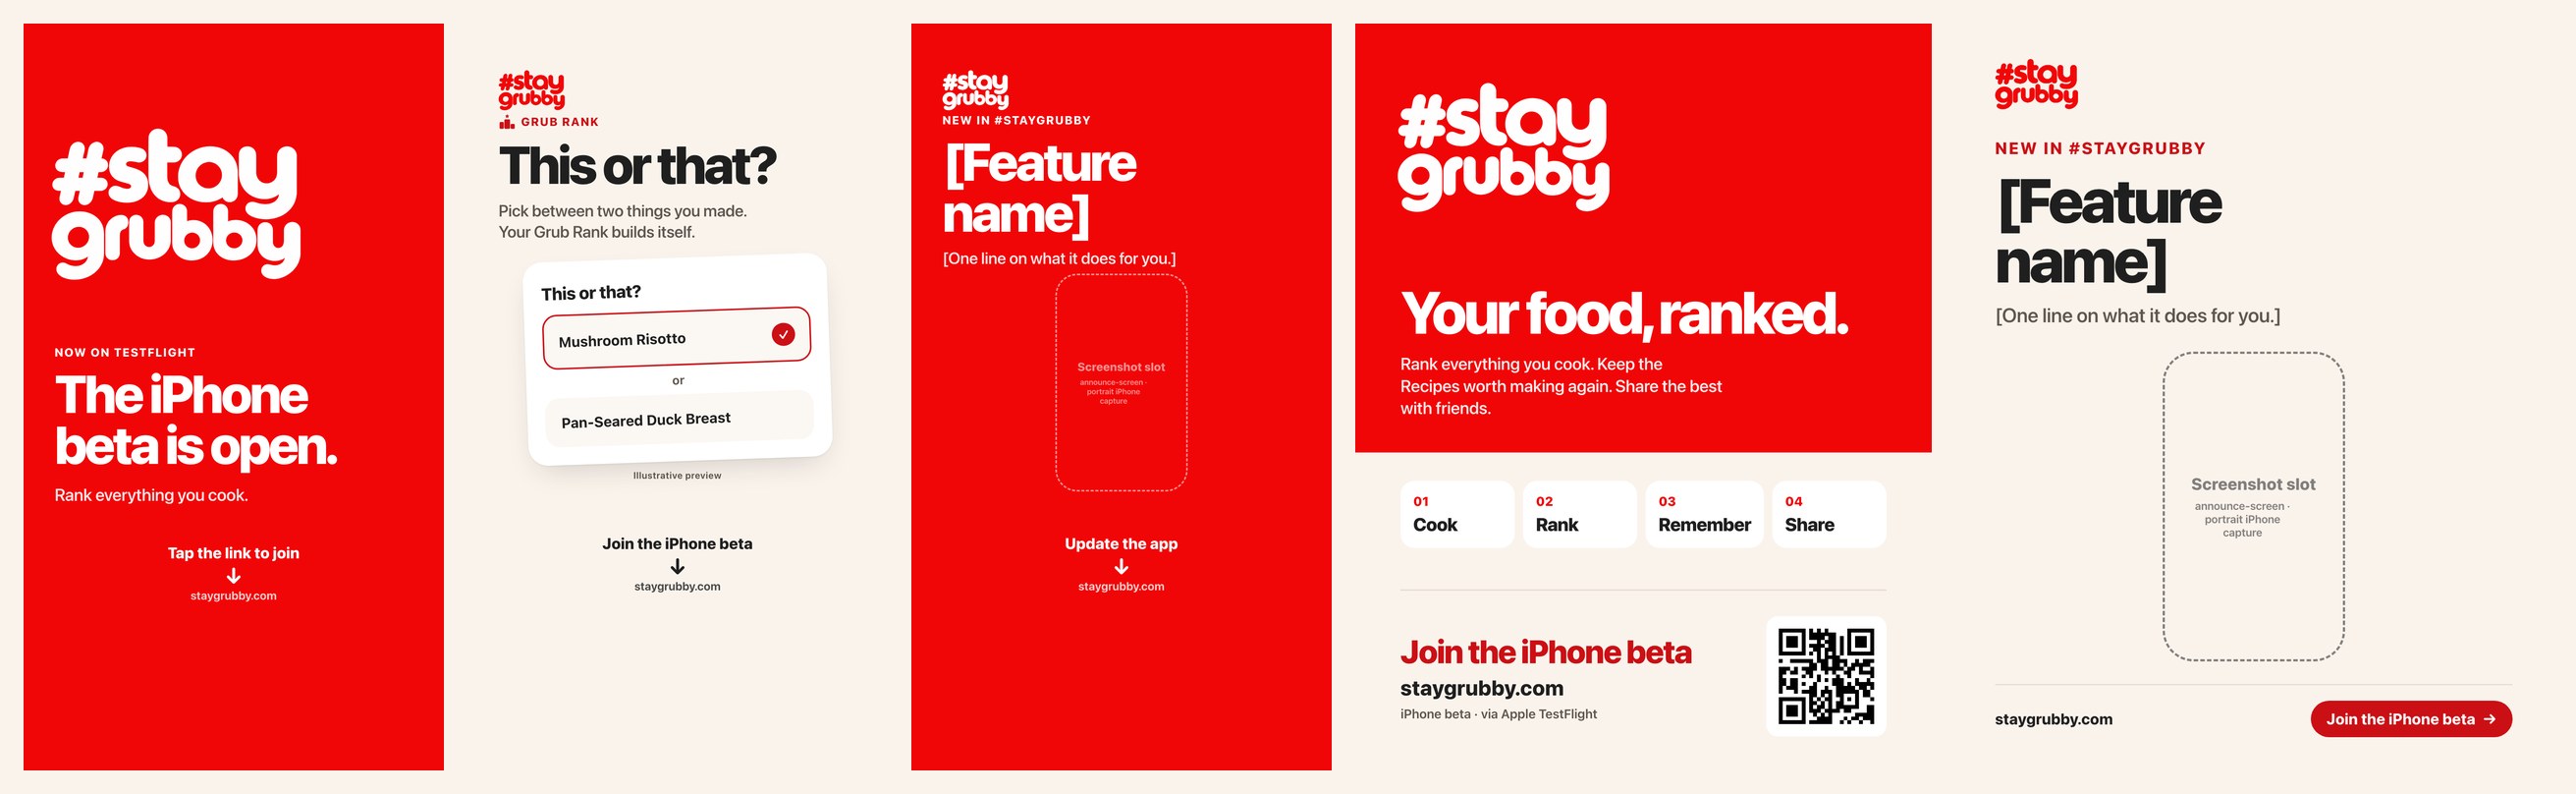 #stay
grubby
NOW ON TESTFLIGHT
The iPhone
beta is open.
Rank everything you cook.
Tap the link to join
staygrubby.com
#stay
grubby
GRUB RANK
This or that?
Pick between two things you made.
Your Grub Rank builds itself.
This or that?
Mushroom Risotto
or
Pan-Seared Duck Breast
Illustrative preview
Join the iPhone beta
staygrubby.com
#stay
grubby
NEW IN #STAYGRUBBY
[Feature
name]
[One line on what it does for you.]
Screenshot slot
announce-screen ·
portrait iPhone
capture
Update the app
staygrubby.com
#stay
grubby
Your food, ranked.
Rank everything you cook. Keep the
Recipes worth making again. Share the best
with friends.
01
Cook
02
Rank
03
Remember
04
Share
Join the iPhone beta
staygrubby.com
iPhone beta · via Apple TestFlight
#stay
grubby
NEW IN #STAYGRUBBY
[Feature
name]
[One line on what it does for you.]
Screenshot slot
announce-screen ·
portrait iPhone
capture
staygrubby.com
Join the iPhone beta →